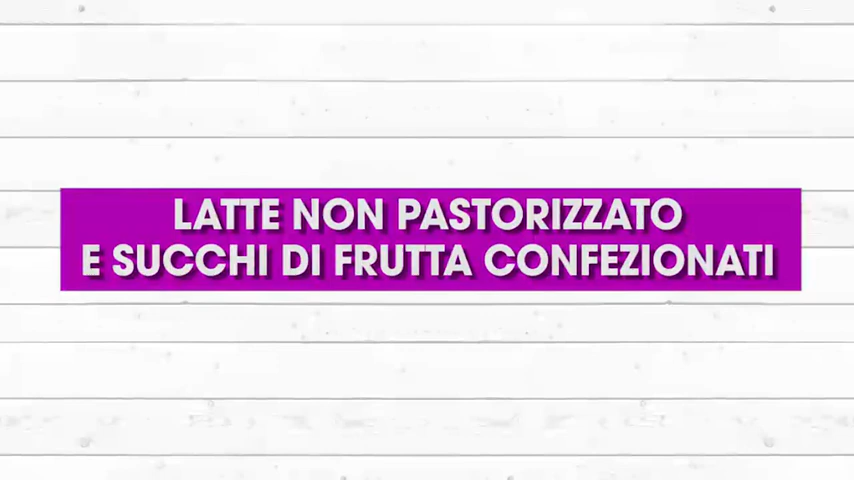 LATTE NON PASTORIZZATO
E SUCCHI DI FRUTTA CONFEZIONATI